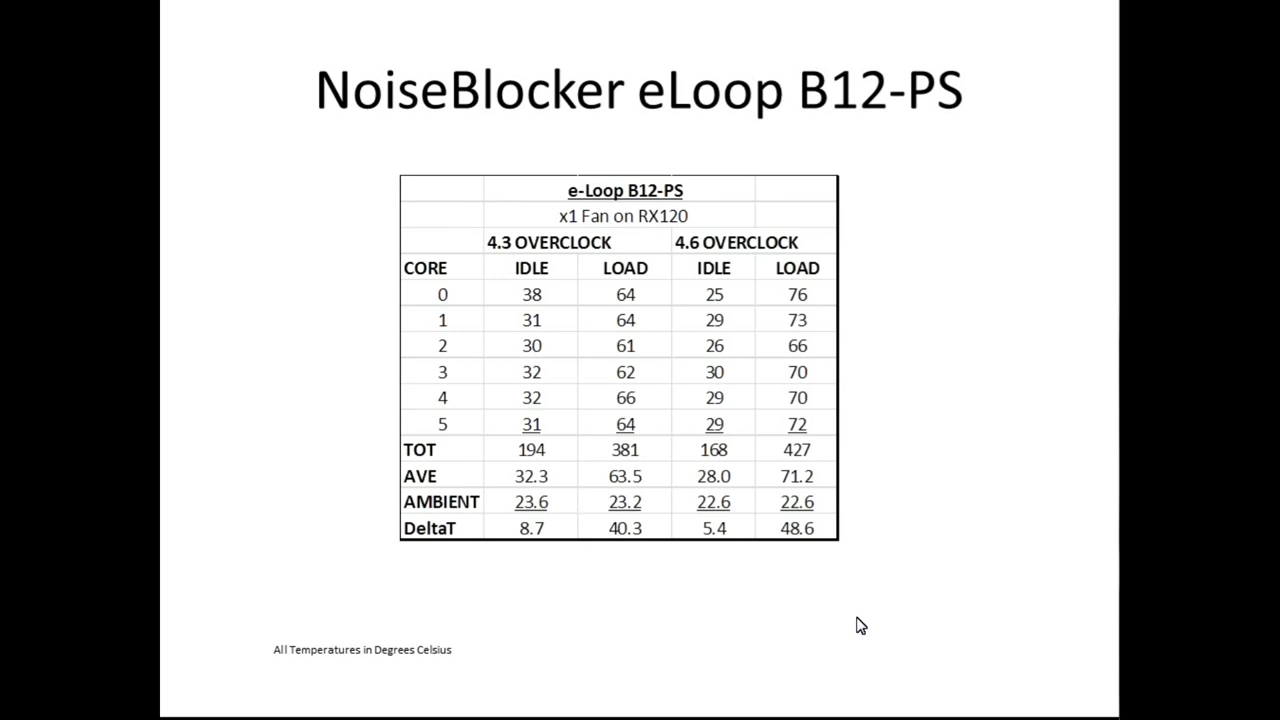 NoiseBlocker eLoop B12-PS
e-Loop B12-PS
x1 Fan on RX120
4.3 OVERCLOCK 4.6 OVERCLOCK
CORE IDLE LOAD IDLE LOAD
0 38 64 25 76
1 31 64 29 73
2 30 61 26 66
3 32 62 30 70
4 32 66 29 70
5 31 64 29 72
TOT 194 381 168 427
AVE 32.3 63.5 28.0 71.2
AMBIENT 23.6 23.2 22.6 22.6
DeltaT 8.7 40.3 5.4 48.6
All Temperatures in Degrees Celsius